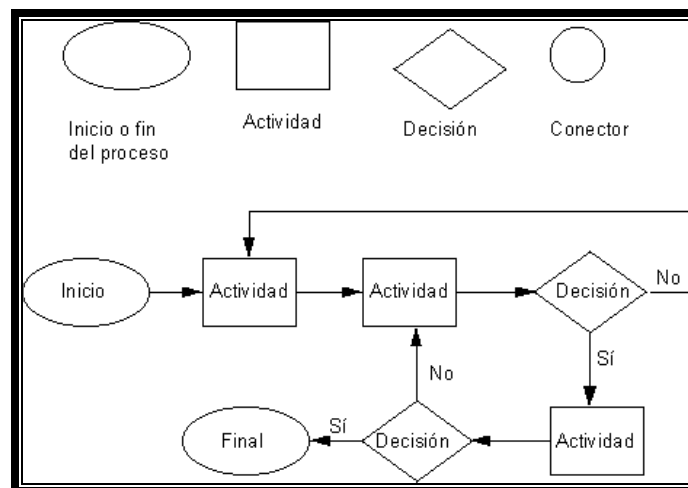 Inicio o fin
del proceso
Actividad
Decisión
Conector
Inicio
Actividad
Actividad
Decisión
No
Sí
No
Final
Sí
Decisión
Actividad